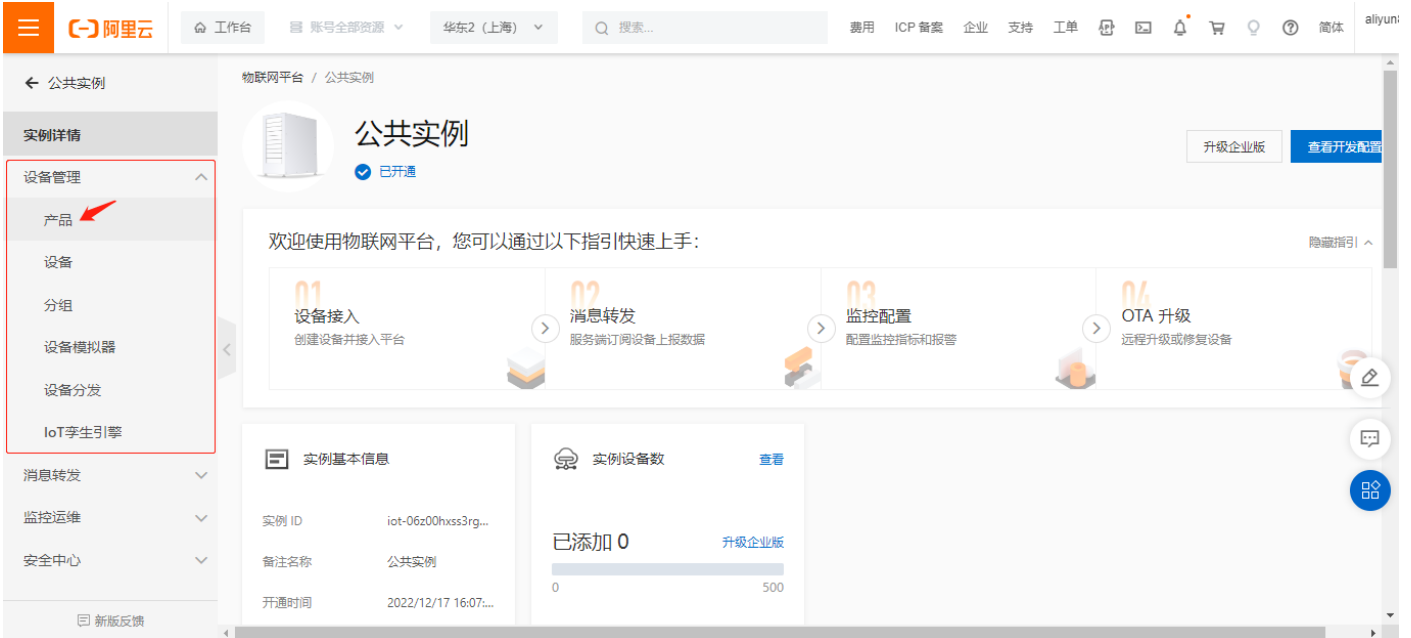 阿里云
工作台
账号全部资源
华东2（上海）
搜索...
费用
ICP 备案
企业
支持
工单
简体
aliyun
公共实例
实例详情
设备管理
产品
设备
分组
设备模拟器
设备分发
IoT孪生引擎
消息转发
监控运维
安全中心
新版反馈
物联网平台 / 公共实例
公共实例
已开通
升级企业版
查看开发配置
欢迎使用物联网平台，您可以通过以下指引快速上手：
隐藏指引
01
设备接入
创建设备并接入平台
02
消息转发
服务端订阅设备上报数据
03
监控配置
配置监控指标和报警
04
OTA 升级
远程升级或修复设备
实例基本信息
实例 ID
iot-06z00hxss3rg...
备注名称
公共实例
开通时间
2022/12/17 16:07:...
实例设备数
查看
已添加 0
升级企业版
0
500